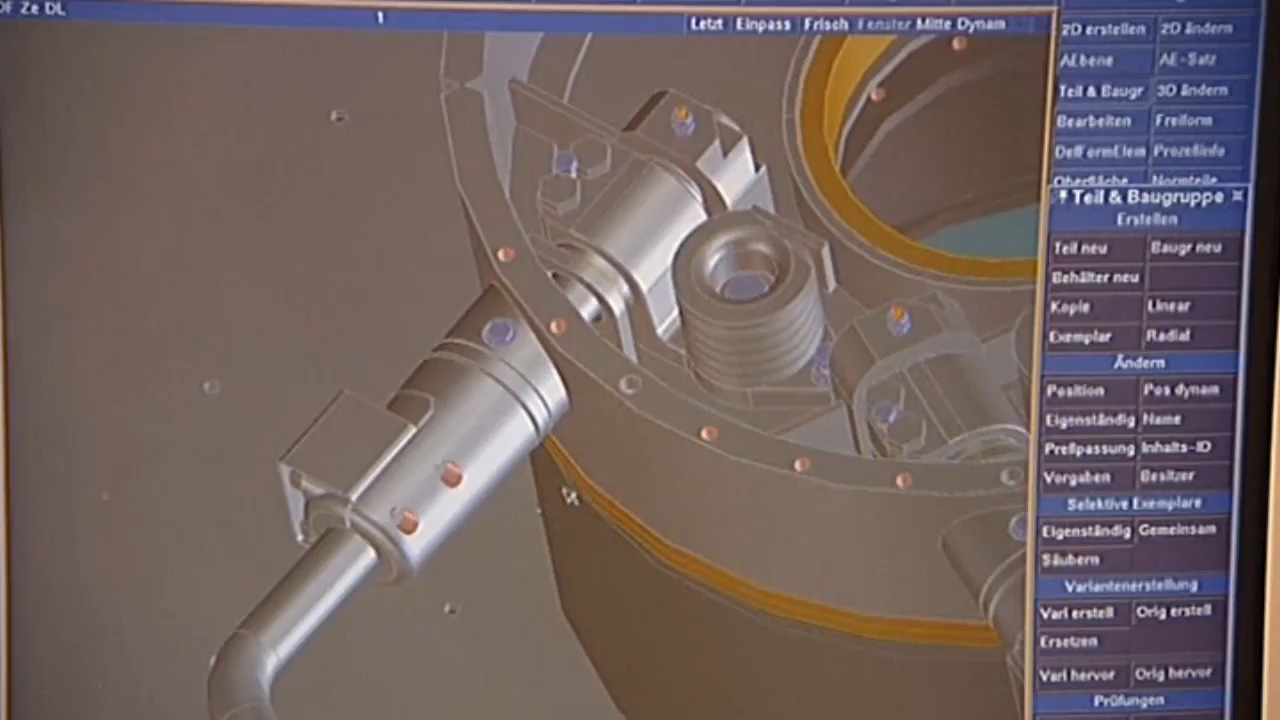 DF Ze DL 1 Letzt Einpass Frisch Fenster Mitte Dynam
2D erstellen 2D ändern
AEbene AE-Satz
Teil & Baugr 3D ändern
Bearbeiten Freiform
DefFormElem Prozeßinfo
Oberfläche Normteile
Teil & Baugruppe
Erstellen
Teil neu Baugr neu
Behälter neu
Kopie Linear
Exemplar Radial
Ändern
Position Pos dynam
Eigenständig Name
Preßpassung Inhalts-ID
Vorgaben Besitzer
Selektive Exemplare
Eigenständig Gemeinsam
Säubern
Variantenerstellung
Vari erstell Orig erstell
Ersetzen
Vari hervor Orig hervor
Prüfungen